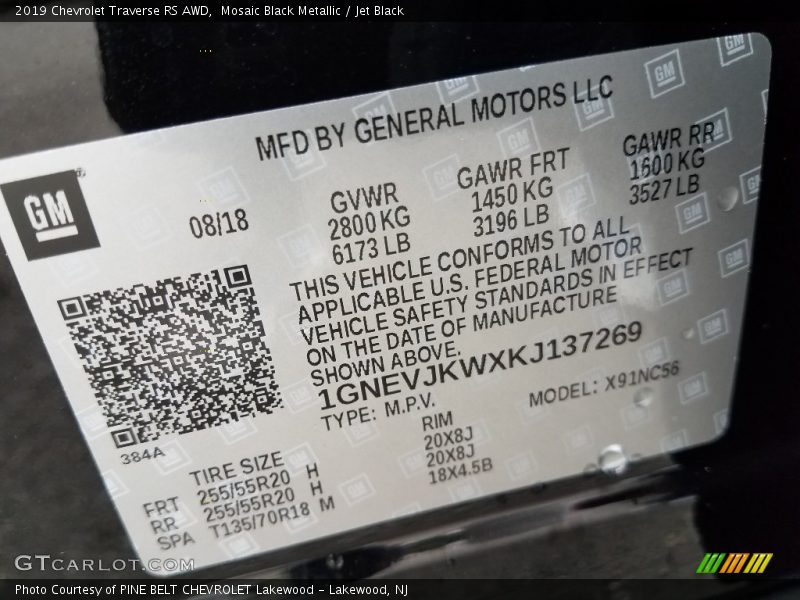 2019 Chevrolet Traverse RS AWD, Mosaic Black Metallic / Jet Black
MFD BY GENERAL MOTORS LLC
GM
08/18
GVWR
2800 KG
6173 LB
GAWR FRT
1450 KG
3196 LB
GAWR RR
1600 KG
3527 LB
THIS VEHICLE CONFORMS TO ALL
APPLICABLE U.S. FEDERAL MOTOR
VEHICLE SAFETY STANDARDS IN EFFECT
ON THE DATE OF MANUFACTURE
SHOWN ABOVE.
1GNEVJKWXKJ137269
TYPE: M.P.V.
MODEL: X91NC56
384A
TIRE SIZE RIM
FRT 255/55R20 H 20X8J
RR 255/55R20 H 20X8J
SPA T135/70R18 M 18X4.5B
GTCARLOT.COM
Photo Courtesy of PINE BELT CHEVROLET Lakewood - Lakewood, NJ